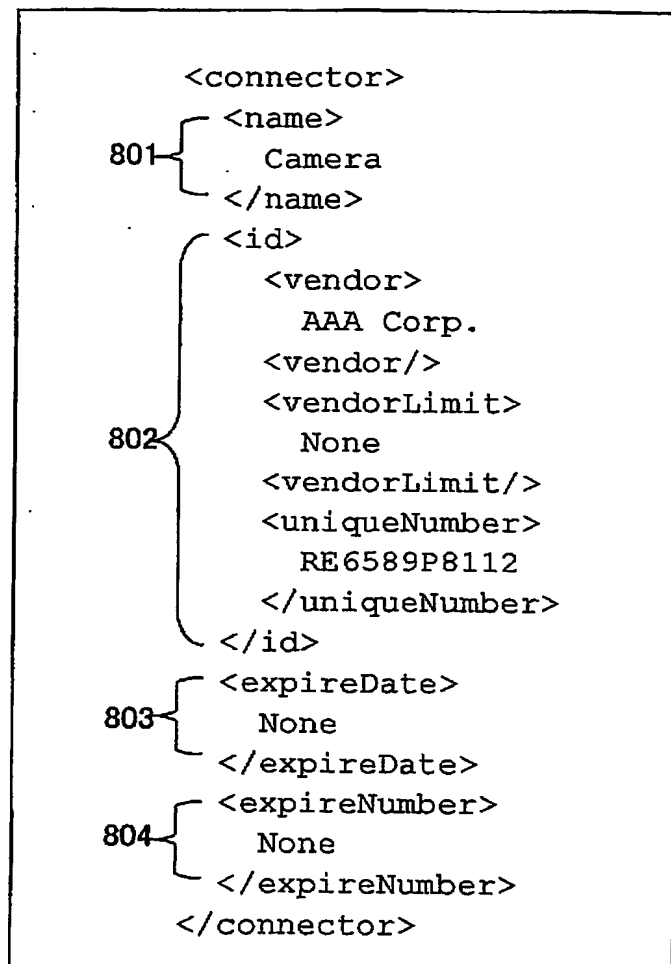 <connector>
<name>
801 Camera
</name>
<id>
<vendor>
AAA Corp.
<vendor/>
<vendorLimit>
802 None
<vendorLimit/>
<uniqueNumber>
RE6589P8112
</uniqueNumber>
</id>
<expireDate>
803 None
</expireDate>
<expireNumber>
804 None
</expireNumber>
</connector>